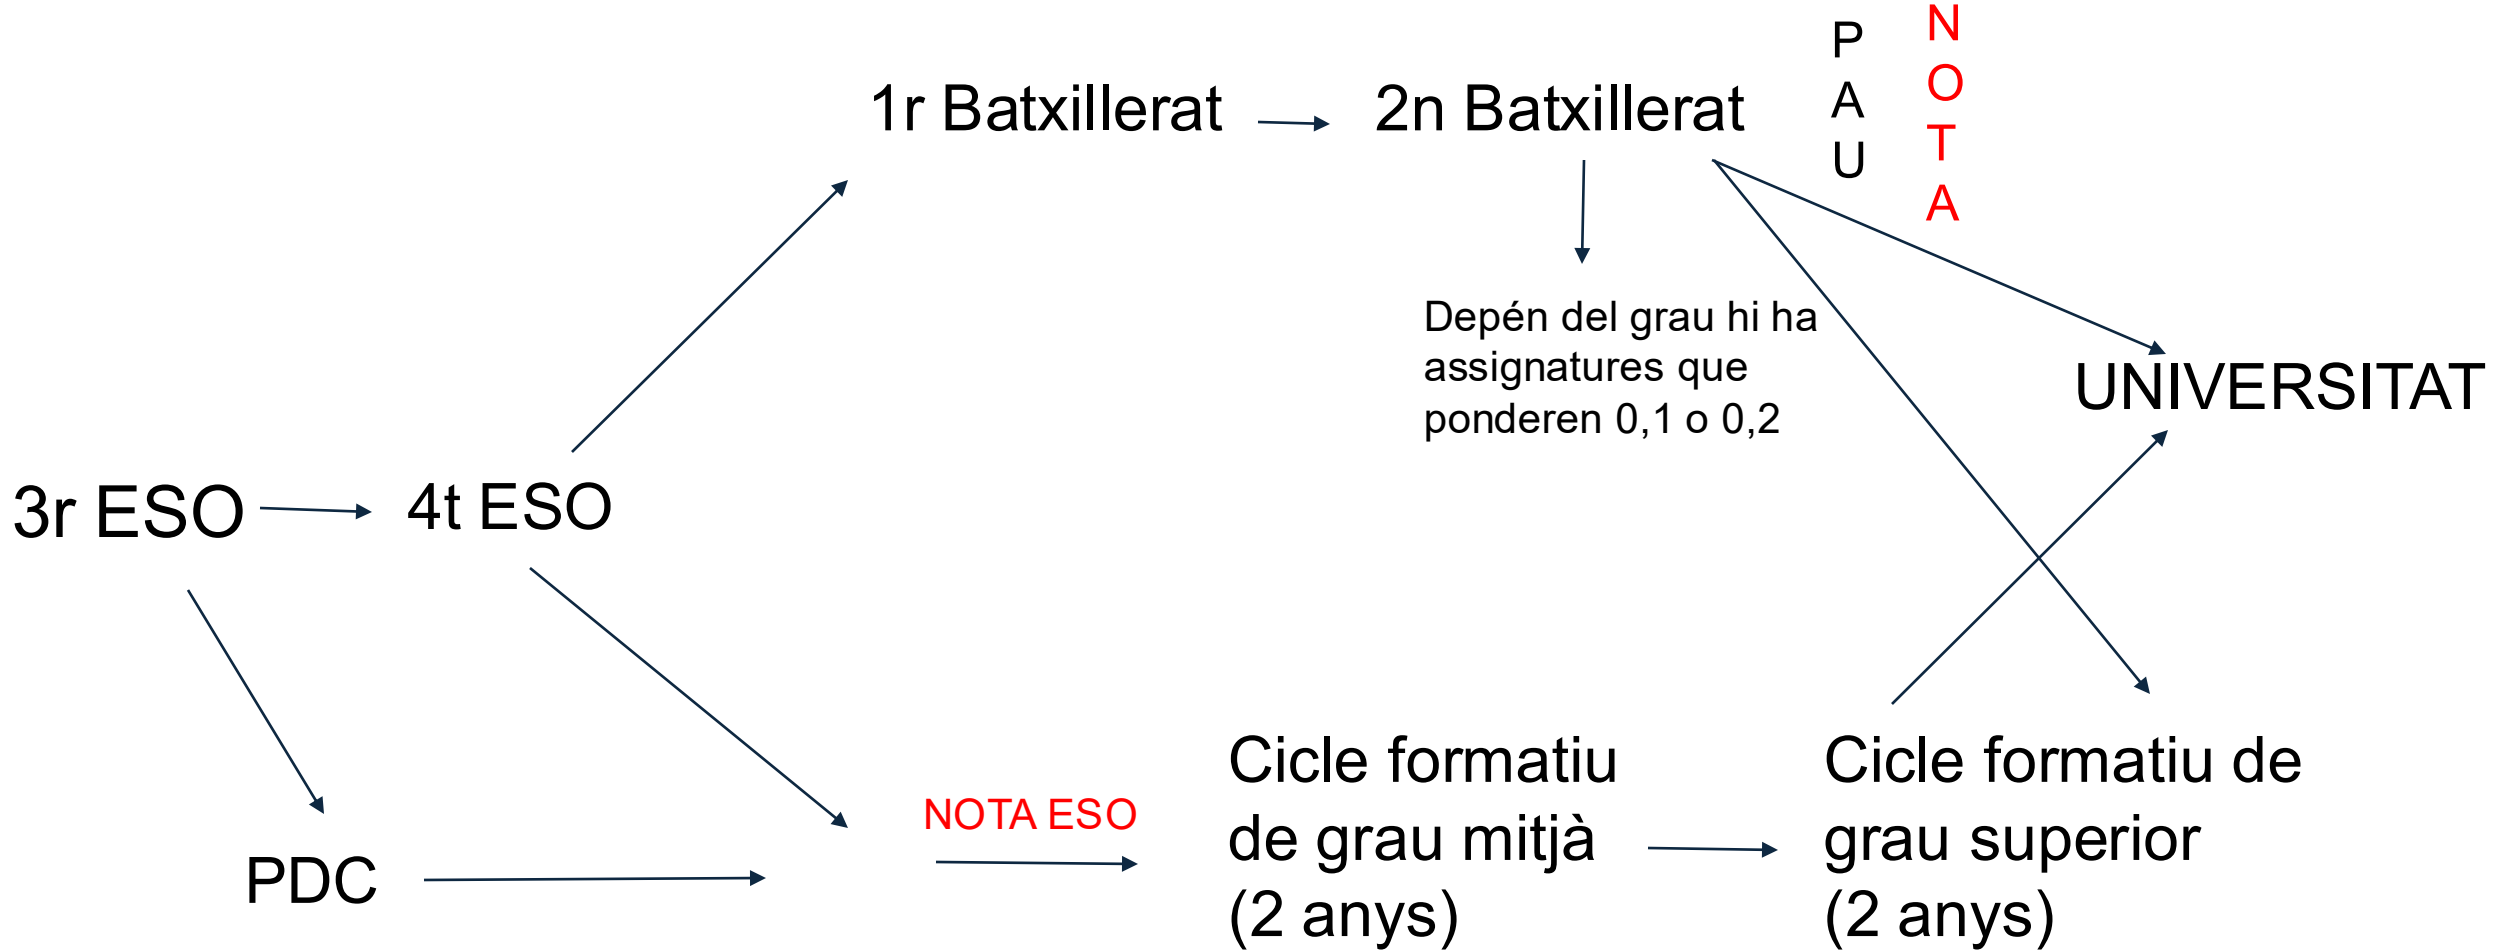 1r Batxillerat
2n Batxillerat
P
A
U
N
O
T
A
Depén del grau hi ha
assignatures que
ponderen 0,1 o 0,2
UNIVERSITAT
3r ESO
4t ESO
PDC
NOTA ESO
Cicle formatiu
de grau mitjà
(2 anys)
Cicle formatiu de
grau superior
(2 anys)